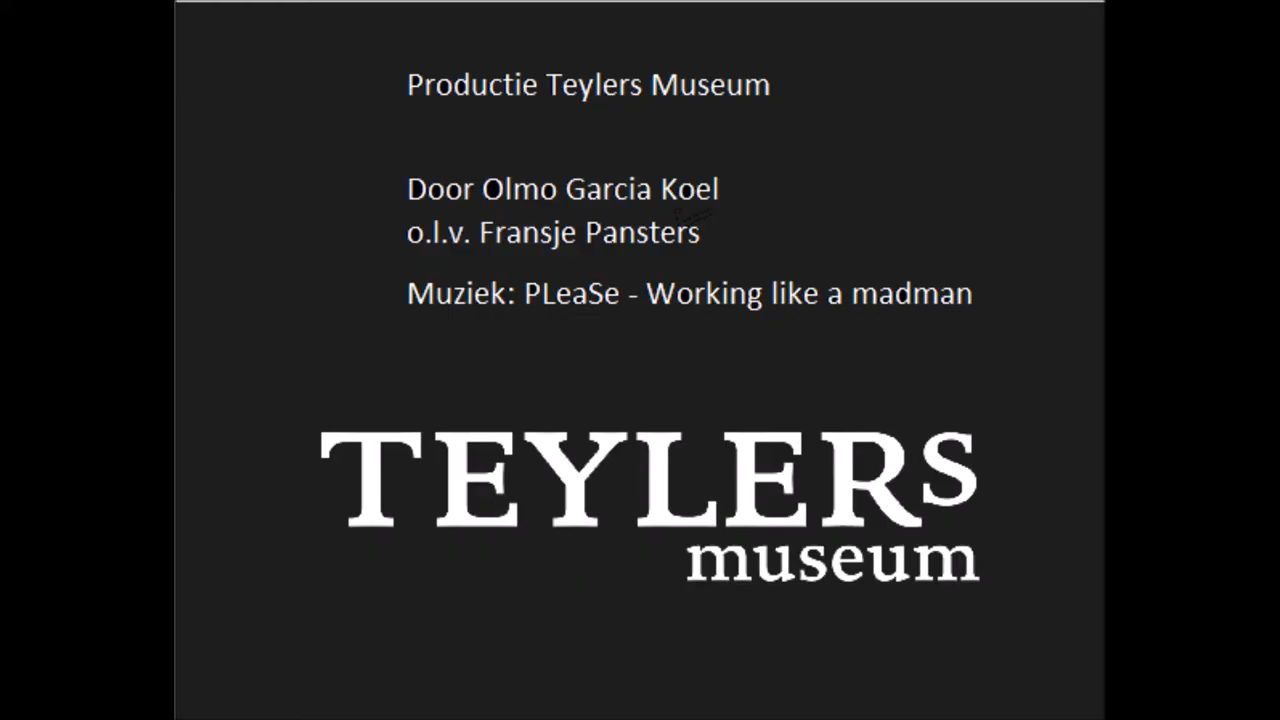 Productie Teylers Museum
Door Olmo Garcia Koel
o.l.v. Fransje Pansters
Muziek: PLeaSe - Working like a madman
TEYLERS
museum